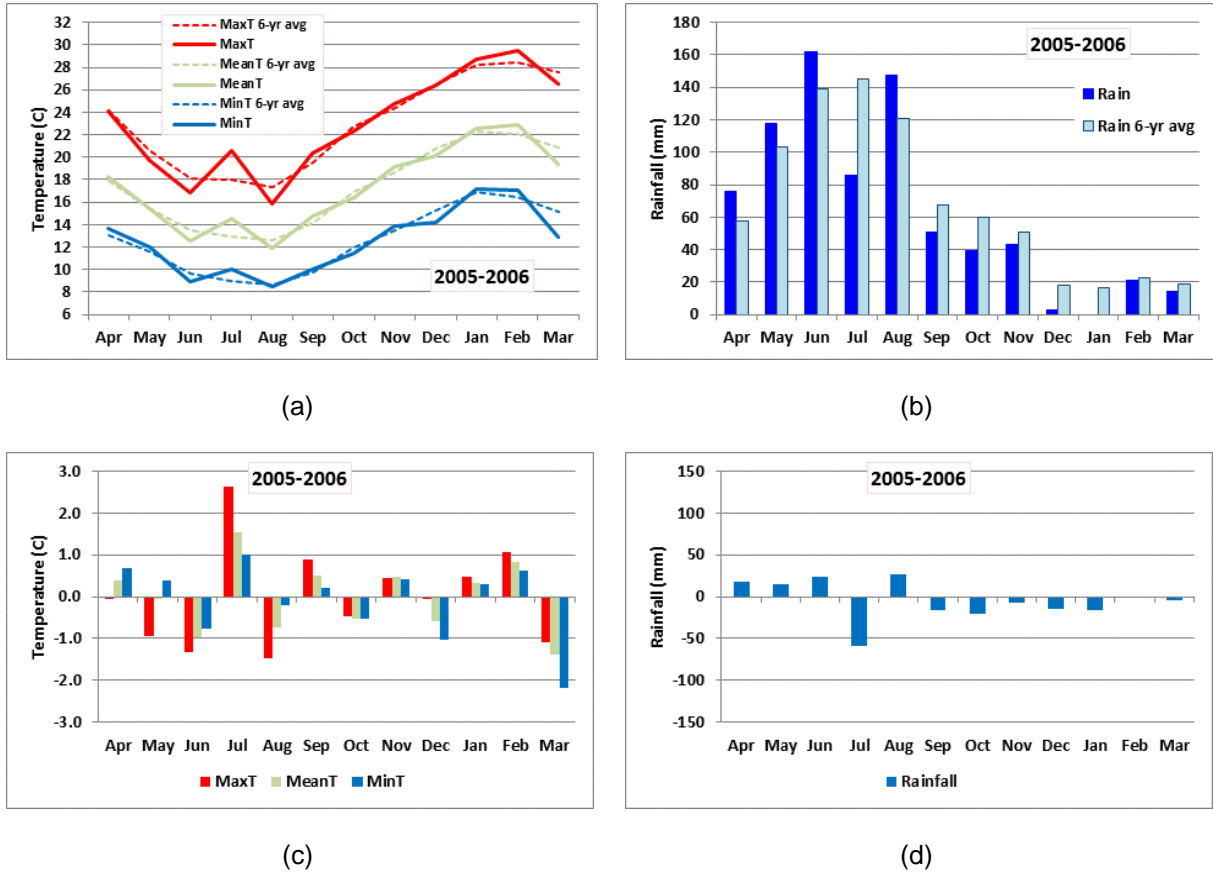 32
30
28
26
24
22
20
18
16
14
12
10
8
6
Temperature (C)
MaxT 6-yr avg
MaxT
MeanT 6-yr avg
MeanT
MinT 6-yr avg
MinT
2005-2006
Apr May Jun Jul Aug Sep Oct Nov Dec Jan Feb Mar
(a)
180
160
140
120
100
80
60
40
20
0
Rainfall (mm)
2005-2006
Rain
Rain 6-yr avg
Apr May Jun Jul Aug Sep Oct Nov Dec Jan Feb Mar
(b)
3.0
2.0
1.0
0.0
-1.0
-2.0
-3.0
Temperature (C)
2005-2006
Apr May Jun Jul Aug Sep Oct Nov Dec Jan Feb Mar
MaxT MeanT MinT
(c)
150
100
50
0
-50
-100
-150
Rainfall (mm)
2005-2006
Apr May Jun Jul Aug Sep Oct Nov Dec Jan Feb Mar
Rainfall
(d)